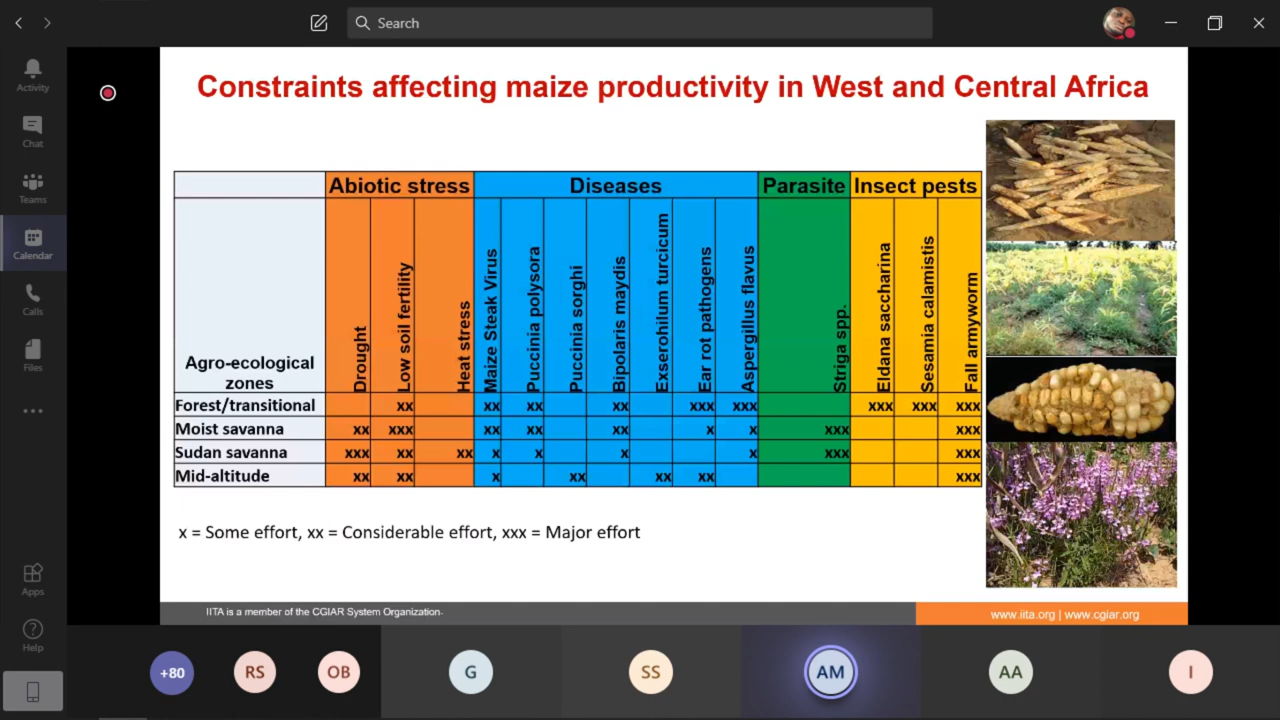 Search
Activity
Chat
Teams
Calendar
Calls
Files
Apps
Help
Constraints affecting maize productivity in West and Central Africa
Abiotic stress Diseases Parasite Insect pests
Agro-ecological zones Drought Low soil fertility Heat stress Maize Steak Virus Puccinia polysora Puccinia sorghi Bipolaris maydis Exserohilum turcicum Ear rot pathogens Aspergillus flavus Striga spp. Eldana saccharina Sesamia calamistis Fall armyworm
Forest/transitional xx xx xx xx xxx xxx xxx xxx xxx
Moist savanna xx xxx xx xx xx x x xxx xxx
Sudan savanna xxx xx xx x x x x xxx xxx
Mid-altitude xx xx x xx xx xx xxx
x = Some effort, xx = Considerable effort, xxx = Major effort
IITA is a member of the CGIAR System Organization.
www.iita.org | www.cgiar.org
+80 RS OB G SS AM AA I